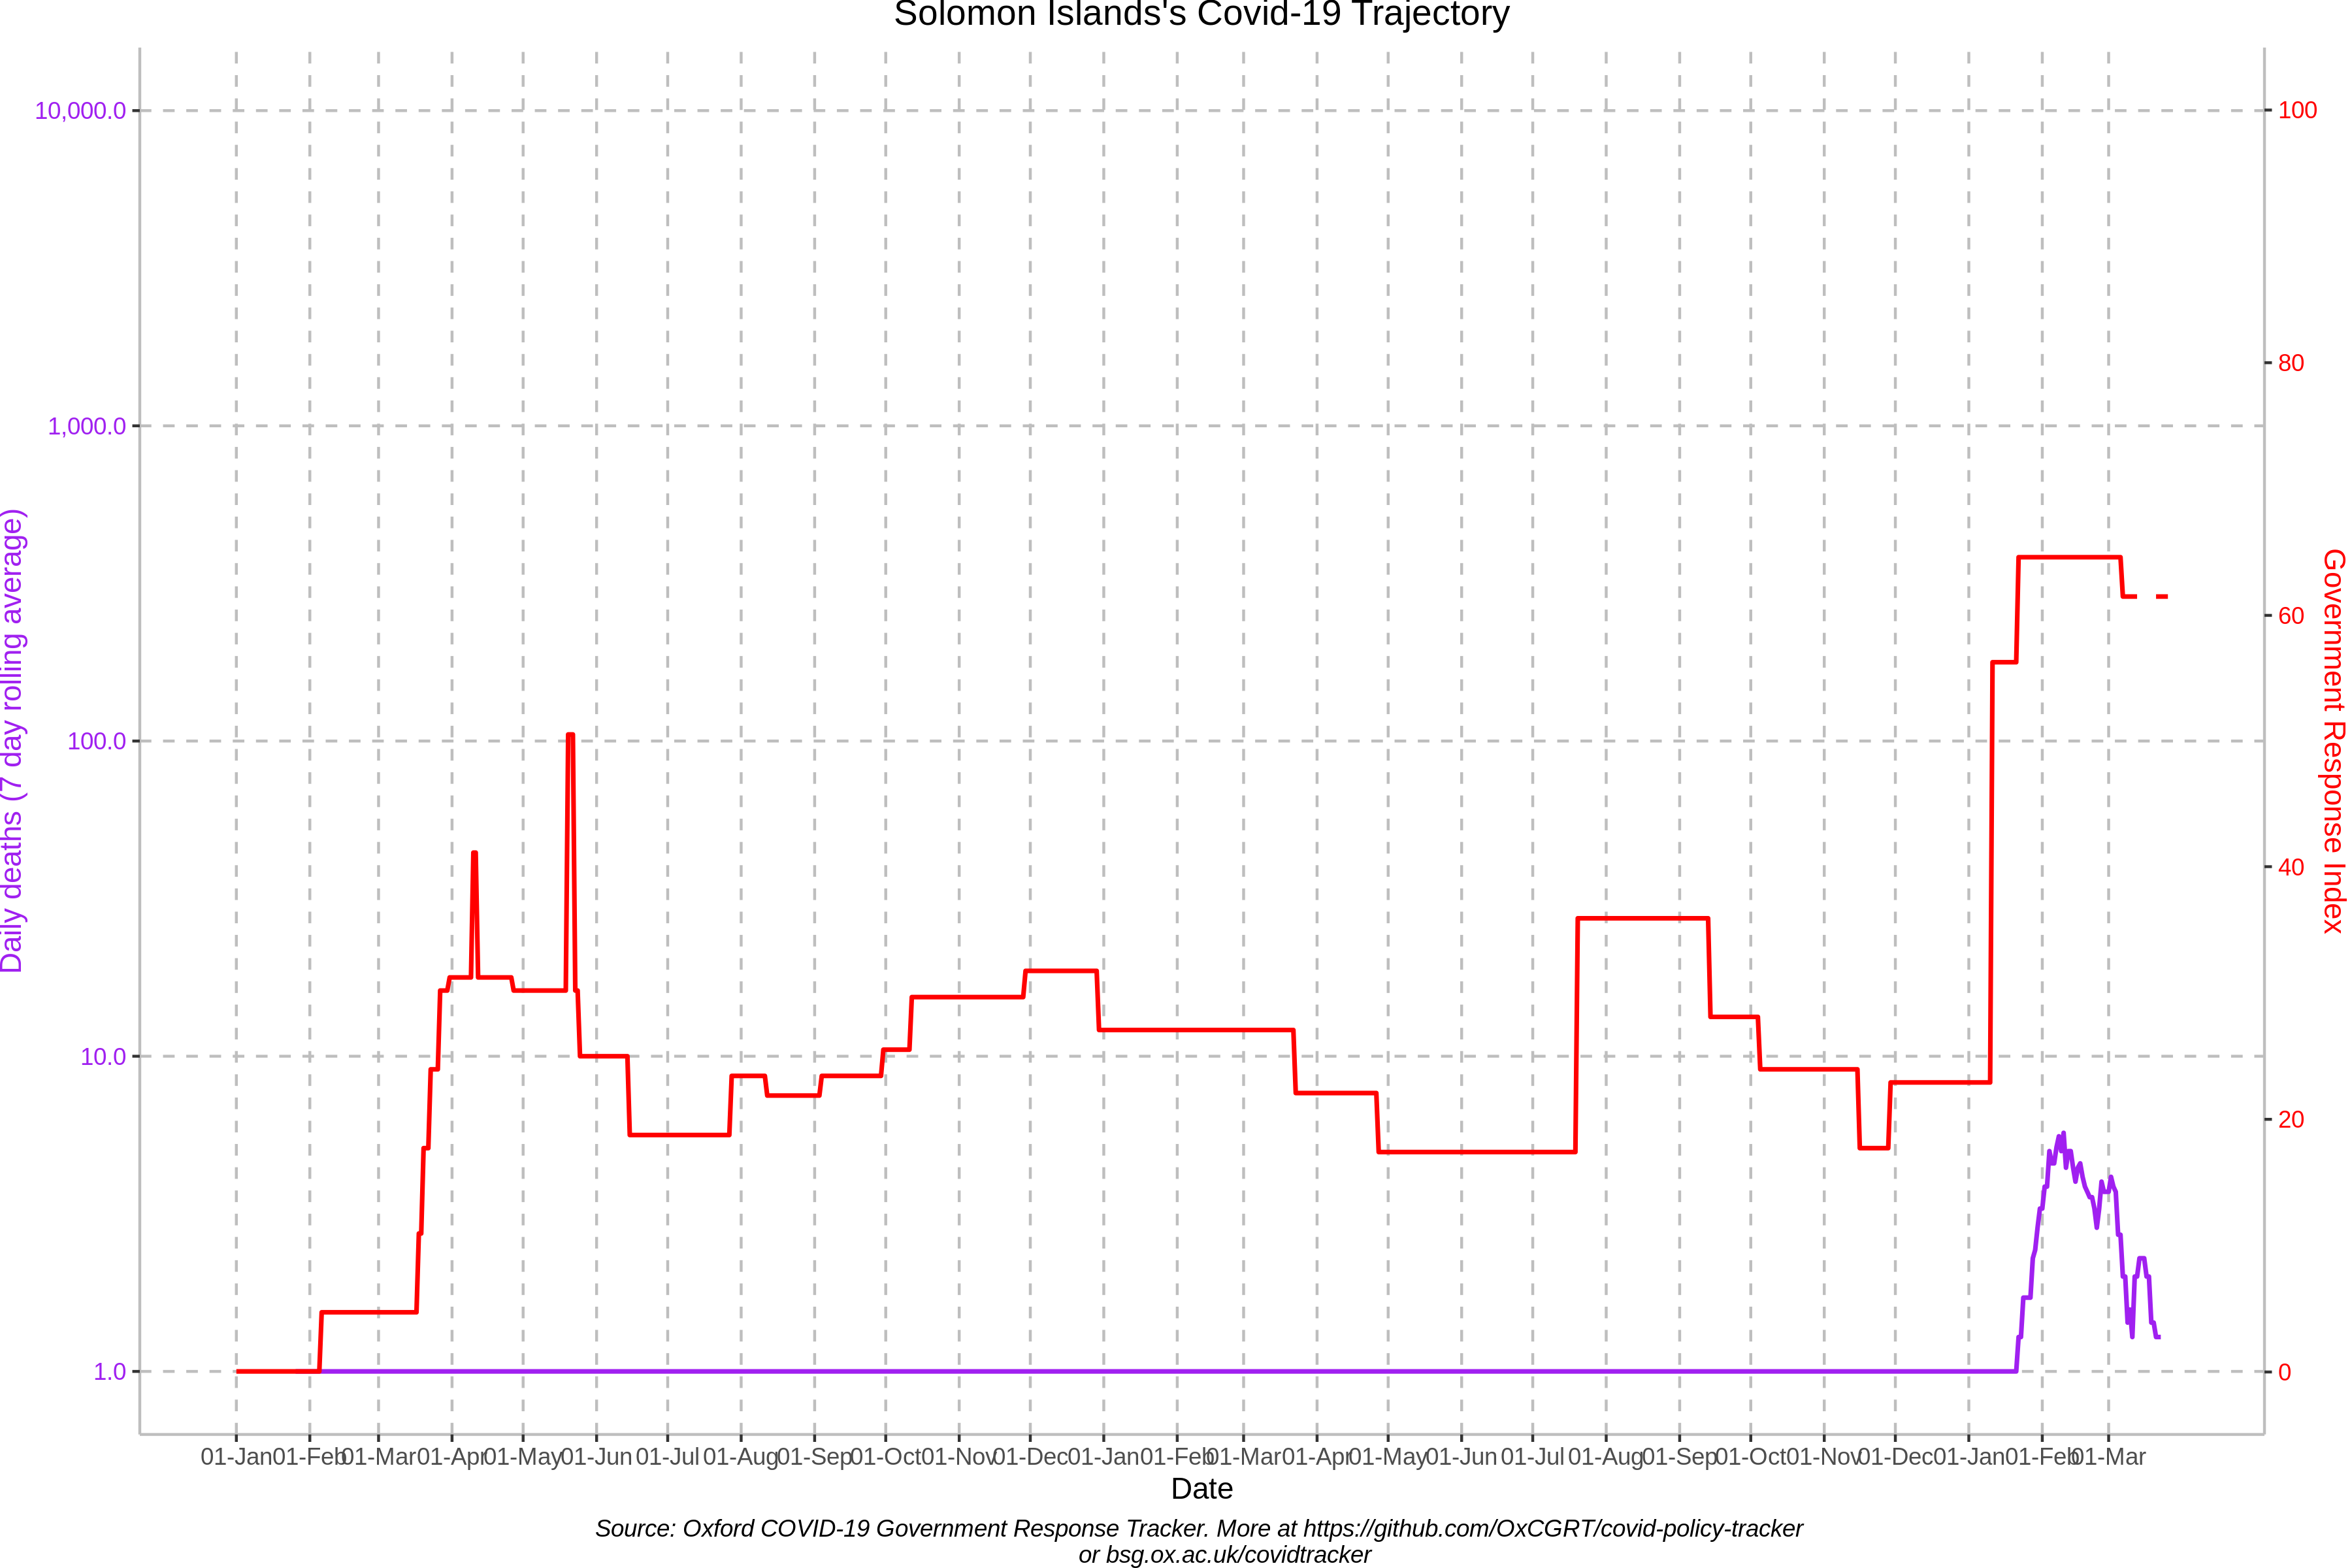 Solomon Islands's Covid-19 Trajectory
10,000.0
1,000.0
100.0
10.0
1.0
Daily deaths (7 day rolling average)
100
80
60
40
20
0
Government Response Index
01-Jan 01-Feb 01-Mar 01-Apr 01-May 01-Jun 01-Jul 01-Aug 01-Sep 01-Oct 01-Nov 01-Dec 01-Jan 01-Feb 01-Mar 01-Apr 01-May 01-Jun 01-Jul 01-Aug 01-Sep 01-Oct 01-Nov 01-Dec 01-Jan 01-Feb 01-Mar
Date
Source: Oxford COVID-19 Government Response Tracker. More at https://github.com/OxCGRT/covid-policy-tracker
or bsg.ox.ac.uk/covidtracker